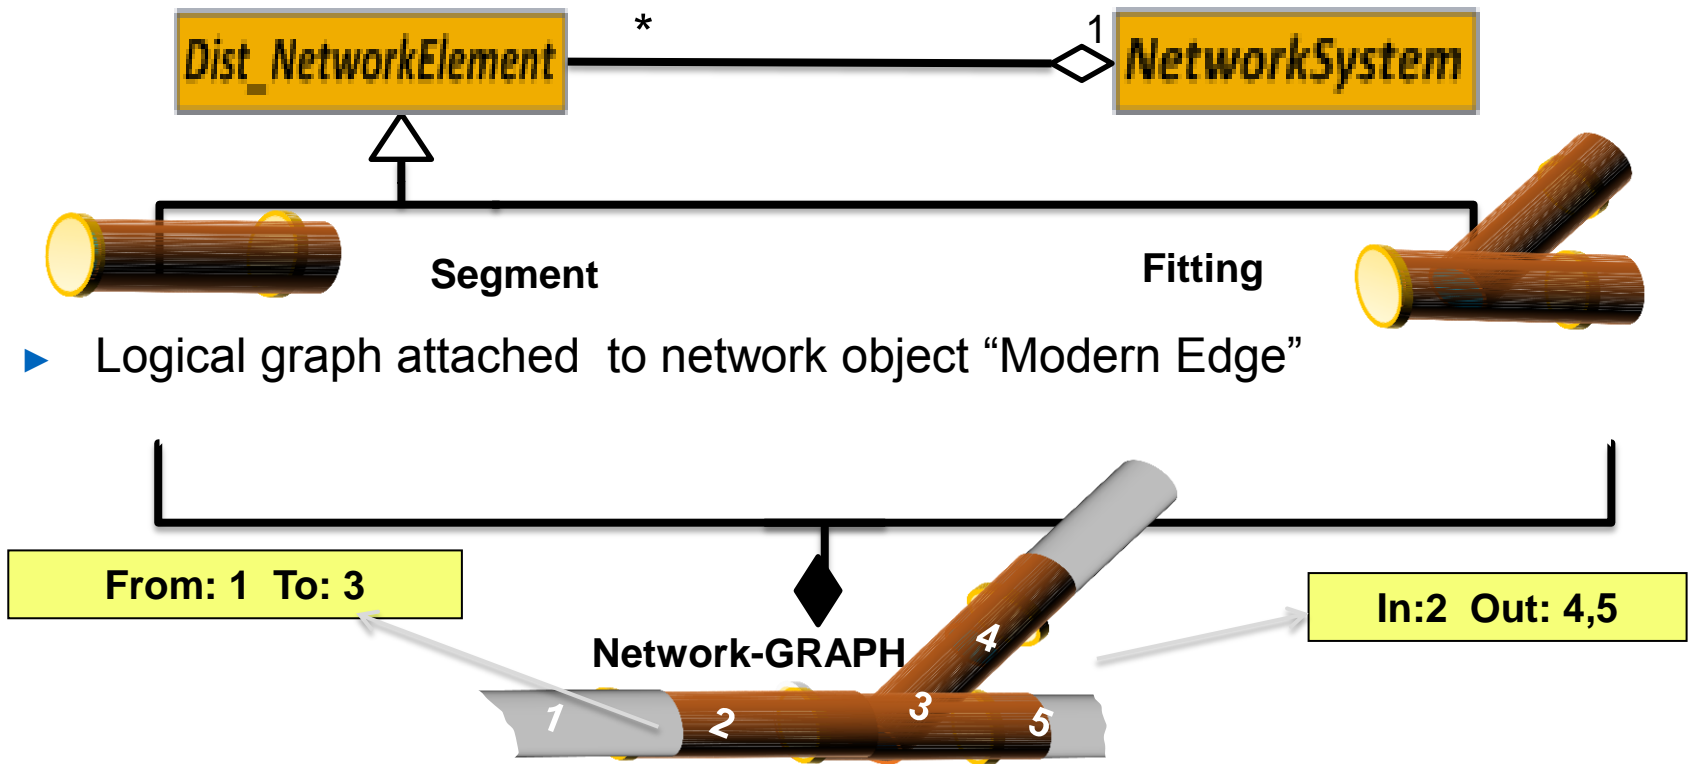 Dist_NetworkElement
*
1
NetworkSystem
Segment
Fitting
► Logical graph attached  to network object “Modern Edge”
From: 1  To: 3
In:2  Out: 4,5
Network-GRAPH
4
1
2
3
5